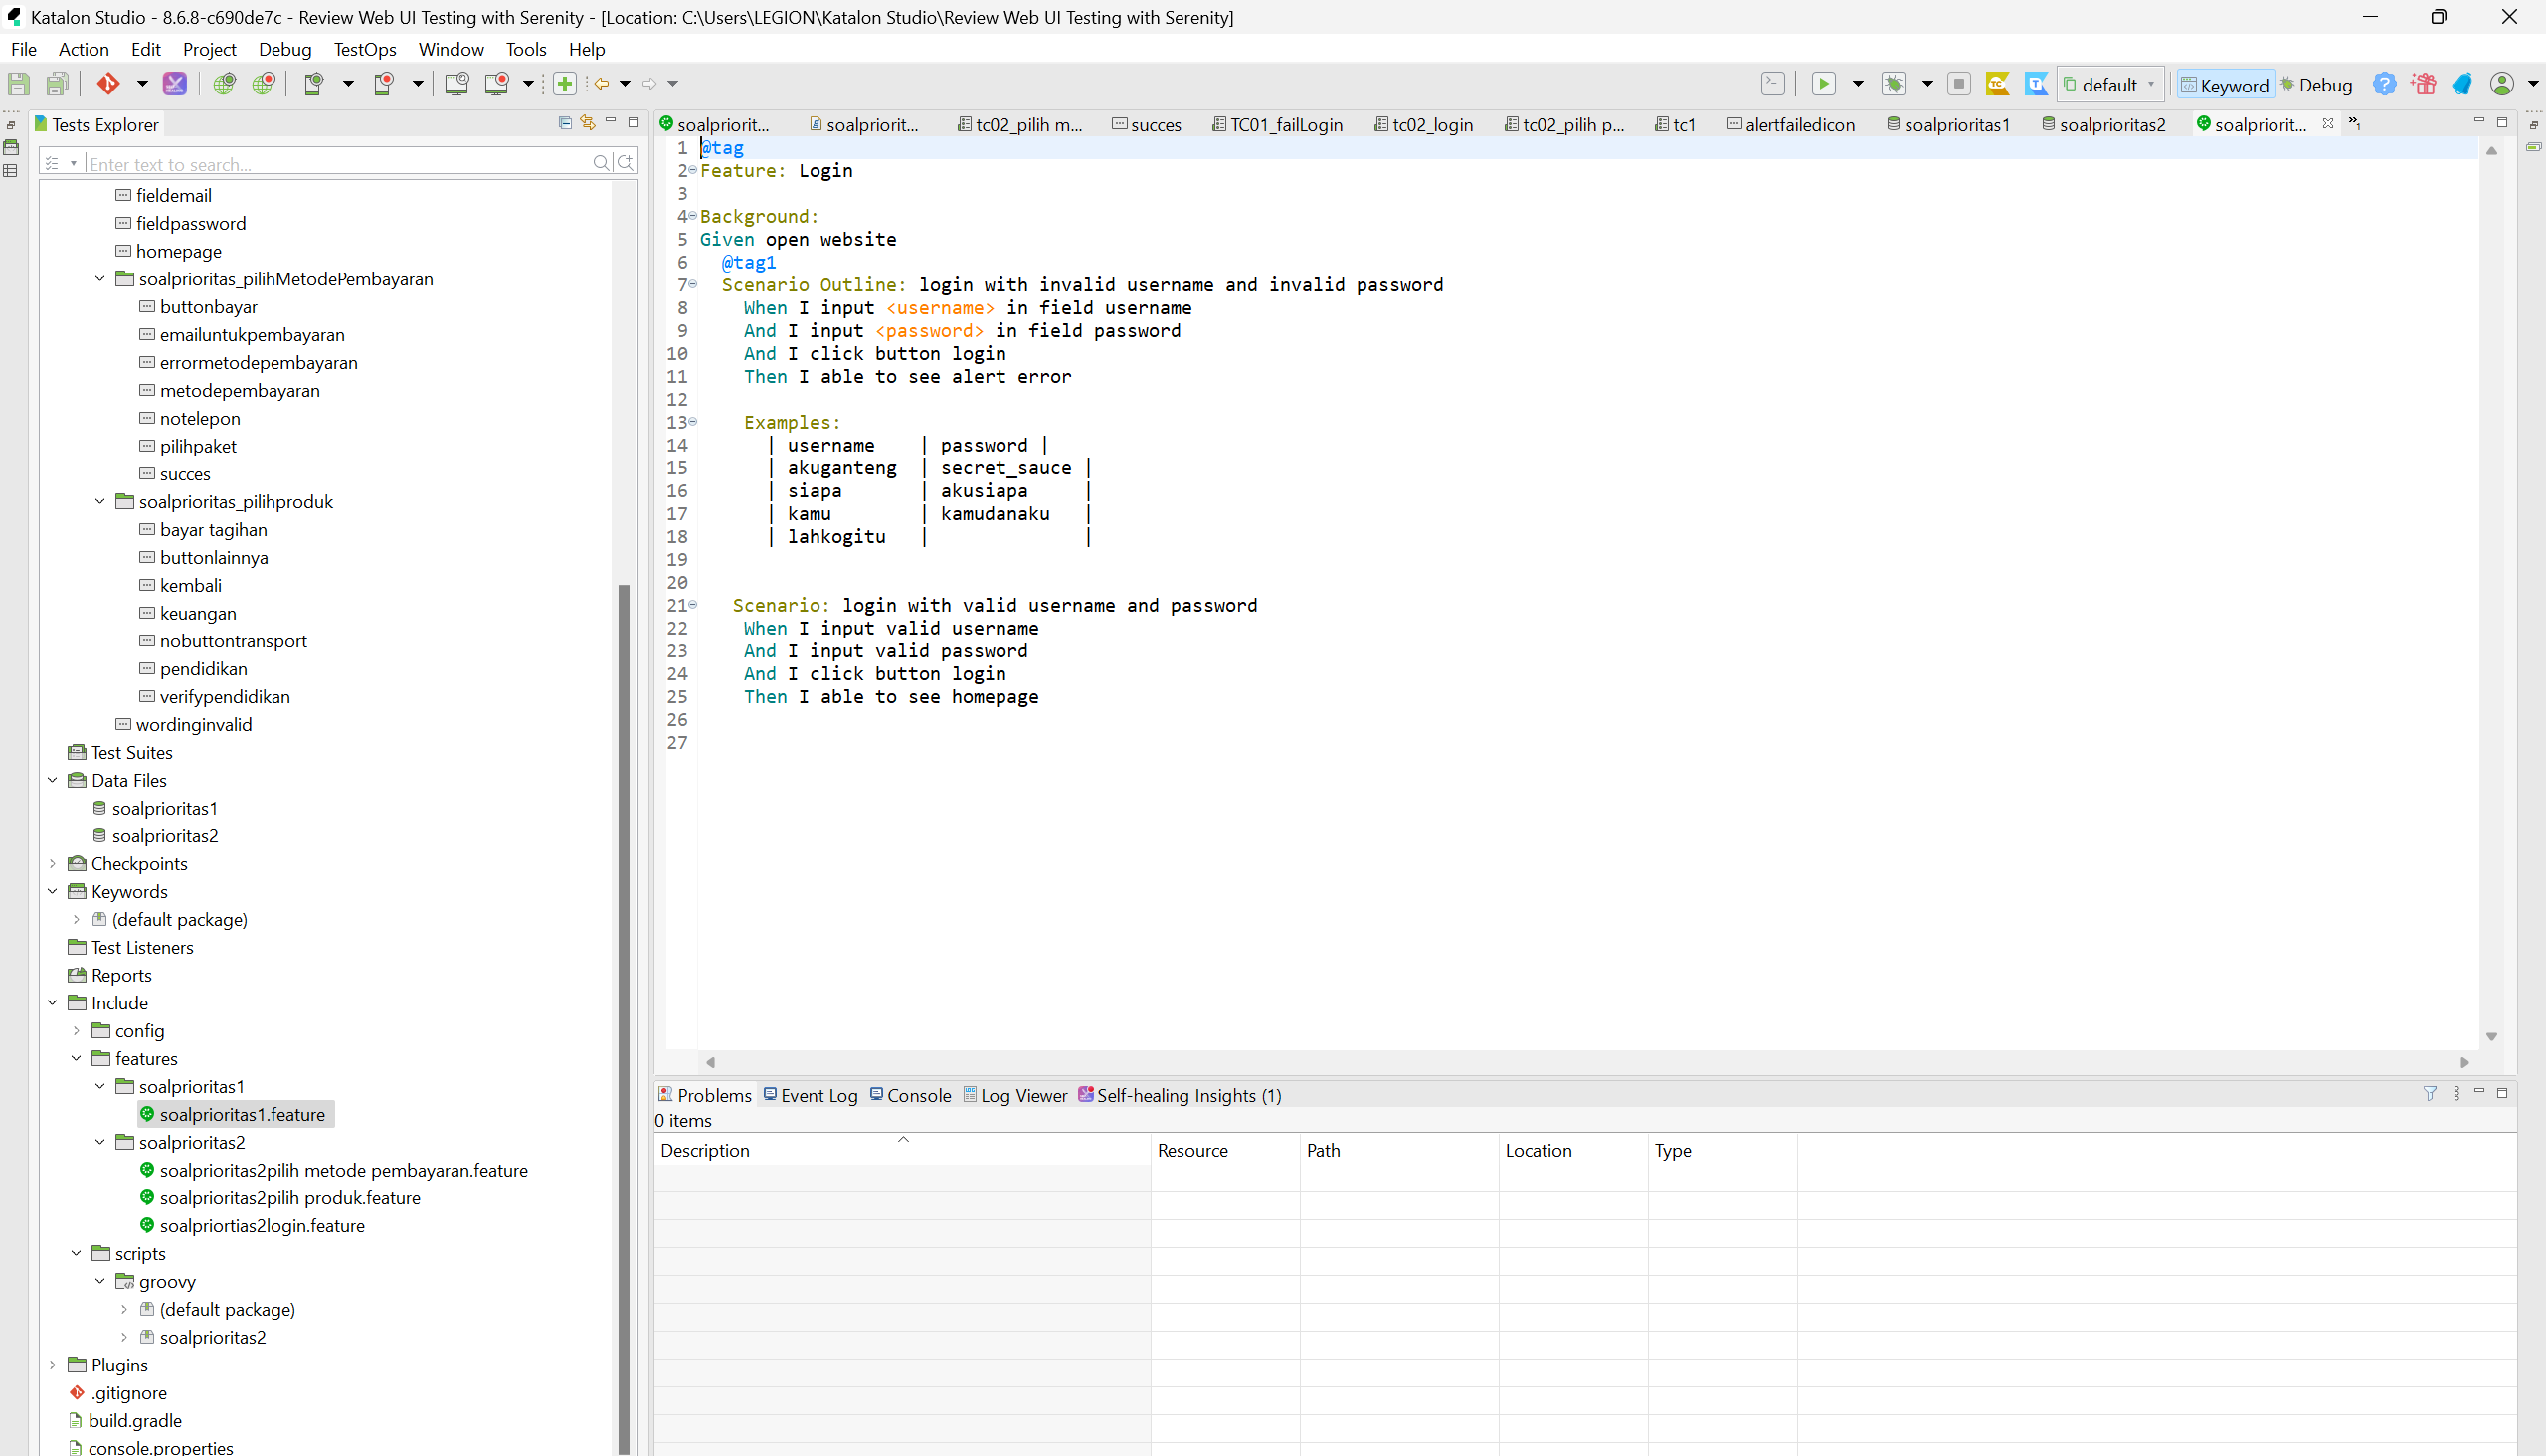 Katalon Studio - 8.6.8-c690de7c - Review Web UI Testing with Serenity - [Location: C:\Users\LEGION\Katalon Studio\Review Web UI Testing with Serenity]
File Action Edit Project Debug TestOps Window Tools Help
default Keyword Debug
Tests Explorer
Enter text to search...
fieldemail
fieldpassword
homepage
soalprioritas_pilihMetodePembayaran
buttonbayar
emailuntukpembayaran
errormetodepembayaran
metodepembayaran
notelepon
pilihpaket
succes
soalprioritas_pilihproduk
bayar tagihan
buttonlainnya
kembali
keuangan
nobuttontransport
pendidikan
verifypendidikan
wordinginvalid
Test Suites
Data Files
soalprioritas1
soalprioritas2
Checkpoints
Keywords
(default package)
Test Listeners
Reports
Include
config
features
soalprioritas1
soalprioritas1.feature
soalprioritas2
soalprioritas2pilih metode pembayaran.feature
soalprioritas2pilih produk.feature
soalpriortias2login.feature
scripts
groovy
(default package)
soalprioritas2
Plugins
.gitignore
build.gradle
console.properties
soalpriorit... soalpriorit... tc02_pilih m... succes TC01_failLogin tc02_login tc02_pilih p... tc1 alertfailedicon soalprioritas1 soalprioritas2 soalpriorit... »1
1 @tag
2 Feature: Login
3
4 Background:
5 Given open website
6 @tag1
7 Scenario Outline: login with invalid username and invalid password
8 When I input <username> in field username
9 And I input <password> in field password
10 And I click button login
11 Then I able to see alert error
12
13 Examples:
14 | username | password |
15 | akuganteng | secret_sauce |
16 | siapa | akusiapa |
17 | kamu | kamudanaku |
18 | lahkogitu | |
19
20
21 Scenario: login with valid username and password
22 When I input valid username
23 And I input valid password
24 And I click button login
25 Then I able to see homepage
26
27
Problems Event Log Console Log Viewer Self-healing Insights (1)
0 items
Description Resource Path Location Type